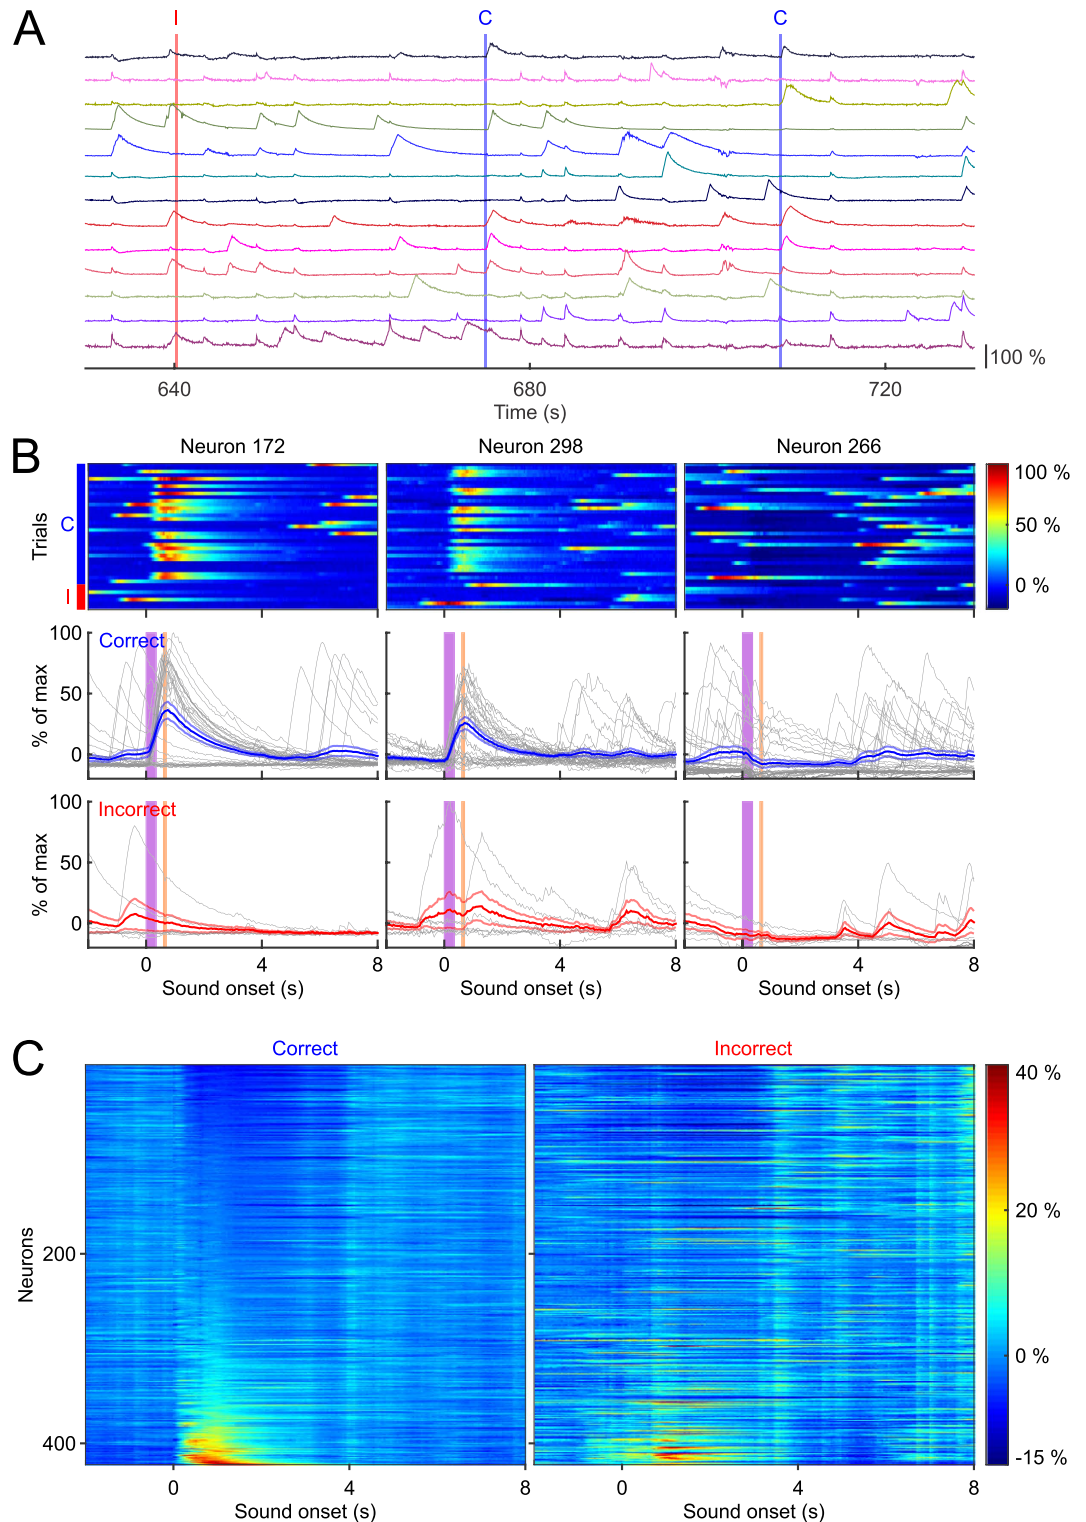 A
I
C
C
100 %
640
680
720
Time (s)
B
Neuron 172
Neuron 298
Neuron 266
Trials
C
I
100 %
50 %
0 %
Correct
% of max
100
50
0
Incorrect
% of max
100
50
0
0
4
8
0
4
8
0
4
8
Sound onset (s)
Sound onset (s)
Sound onset (s)
C
Correct
Incorrect
Neurons
200
400
40 %
20 %
0 %
-15 %
0
4
8
0
4
8
Sound onset (s)
Sound onset (s)